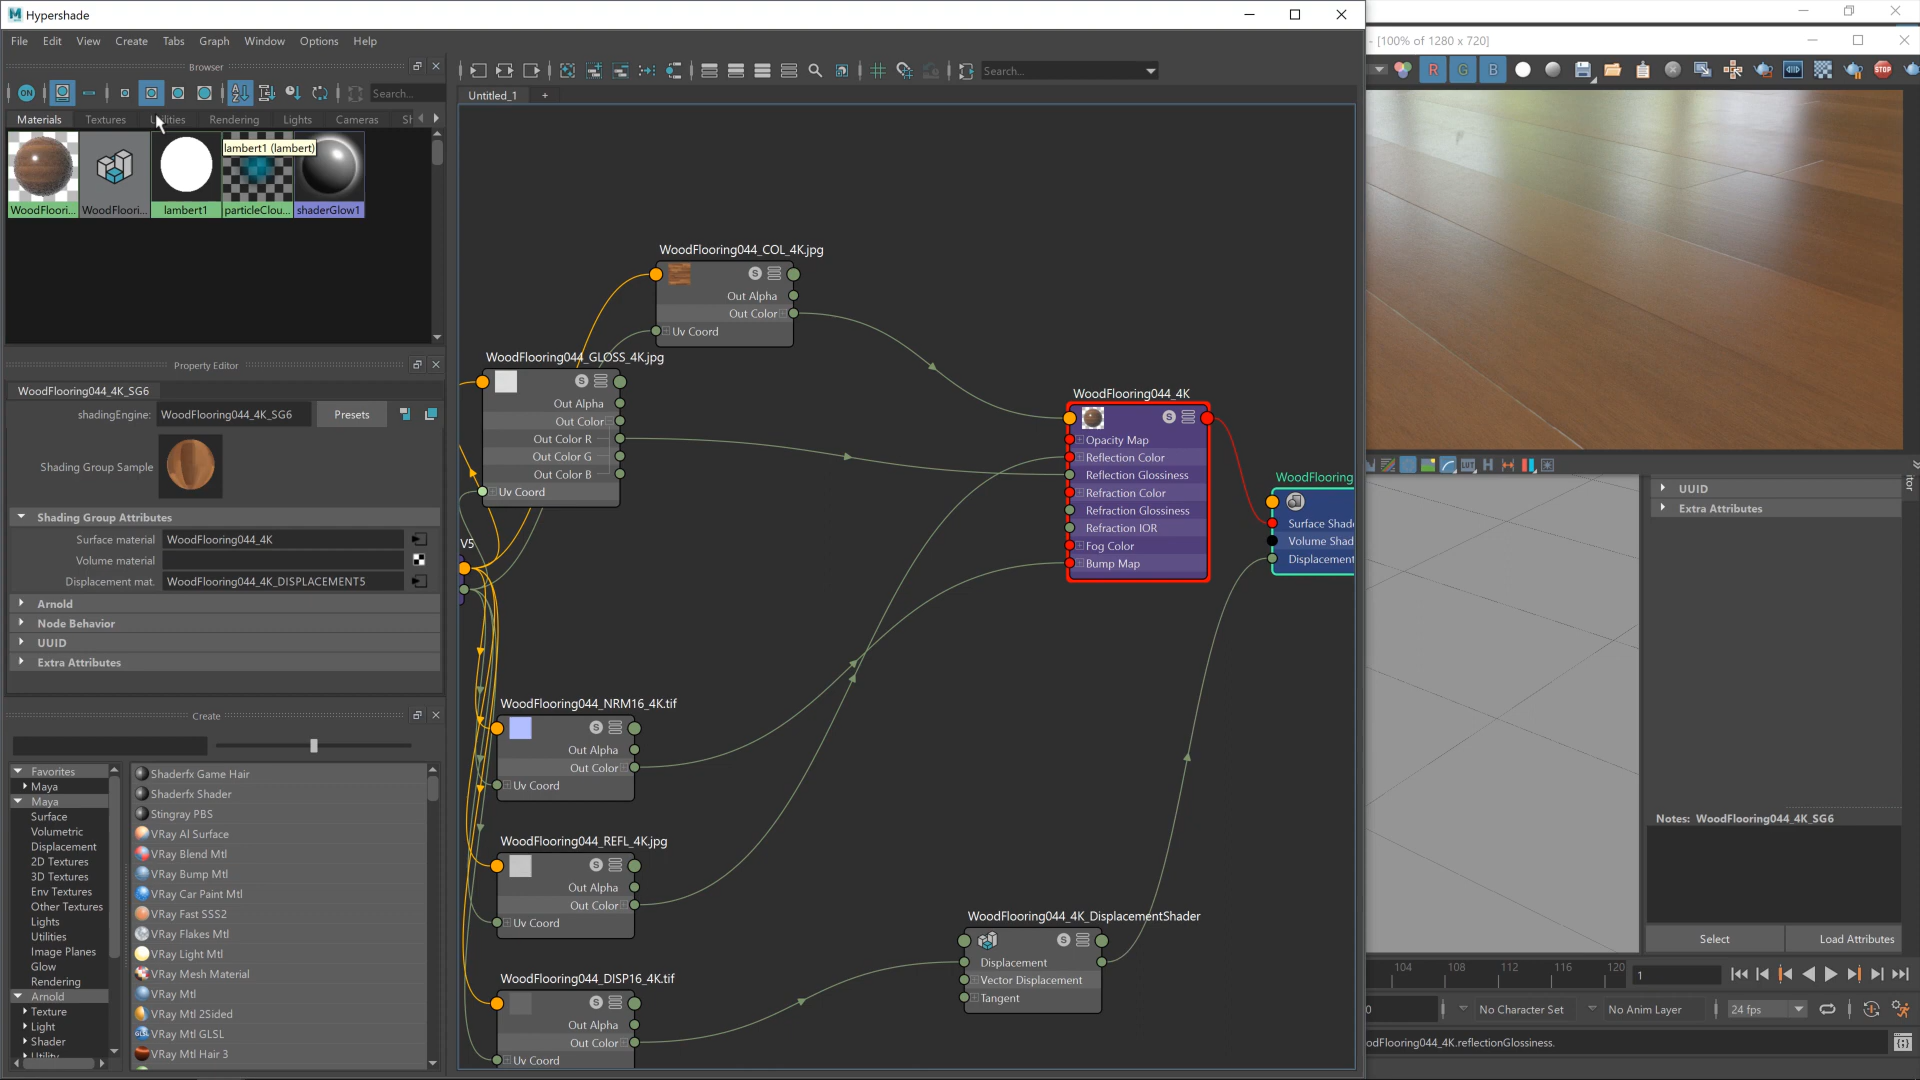 Hypershade
File Edit View Create Tabs Graph Window Options Help
Browser
ON
Search...
Materials Textures Utilities Rendering Lights Cameras
lambert1 (lambert)
WoodFloori... WoodFloori... lambert1 particleClou... shaderGlow1
Property Editor
WoodFlooring044_4K_SG6
shadingEngine: WoodFlooring044_4K_SG6 Presets
Shading Group Sample
Shading Group Attributes
Surface material WoodFlooring044_4K
Volume material
Displacement mat. WoodFlooring044_4K_DISPLACEMENT5
Arnold
Node Behavior
UUID
Extra Attributes
Create
Favorites
Maya
Maya
Surface
Volumetric
Displacement
2D Textures
3D Textures
Env Textures
Other Textures
Lights
Utilities
Image Planes
Glow
Rendering
Arnold
Texture
Light
Shader
Utility
Shaderfx Game Hair
Shaderfx Shader
Stingray PBS
VRay Al Surface
VRay Blend Mtl
VRay Bump Mtl
VRay Car Paint Mtl
VRay Fast SSS2
VRay Flakes Mtl
VRay Light Mtl
VRay Mesh Material
VRay Mtl
VRay Mtl 2Sided
VRay Mtl GLSL
VRay Mtl Hair 3
Search...
Untitled_1 +
WoodFlooring044_COL_4K.jpg
S
Out Alpha
Out Color
Uv Coord
WoodFlooring044_GLOSS_4K.jpg
S
Out Alpha
Out Color
Out Color R
Out Color G
Out Color B
Uv Coord
V5
WoodFlooring044_NRM16_4K.tif
S
Out Alpha
Out Color
Uv Coord
WoodFlooring044_REFL_4K.jpg
S
Out Alpha
Out Color
Uv Coord
WoodFlooring044_DISP16_4K.tif
S
Out Alpha
Out Color
Uv Coord
WoodFlooring044_4K
S
Opacity Map
Reflection Color
Reflection Glossiness
Refraction Color
Refraction Glossiness
Refraction IOR
Fog Color
Bump Map
WoodFlooring
Surface Shade
Volume Shad
Displacement
WoodFlooring044_4K_DisplacementShader
S
Displacement
Vector Displacement
Tangent
- [100% of 1280 x 720]
R G B
STOP
UUID
Extra Attributes
Notes: WoodFlooring044_4K_SG6
Select Load Attributes
104 108 112 116 120 1
0 No Character Set No Anim Layer 24 fps
odFlooring044_4K.reflectionGlossiness.